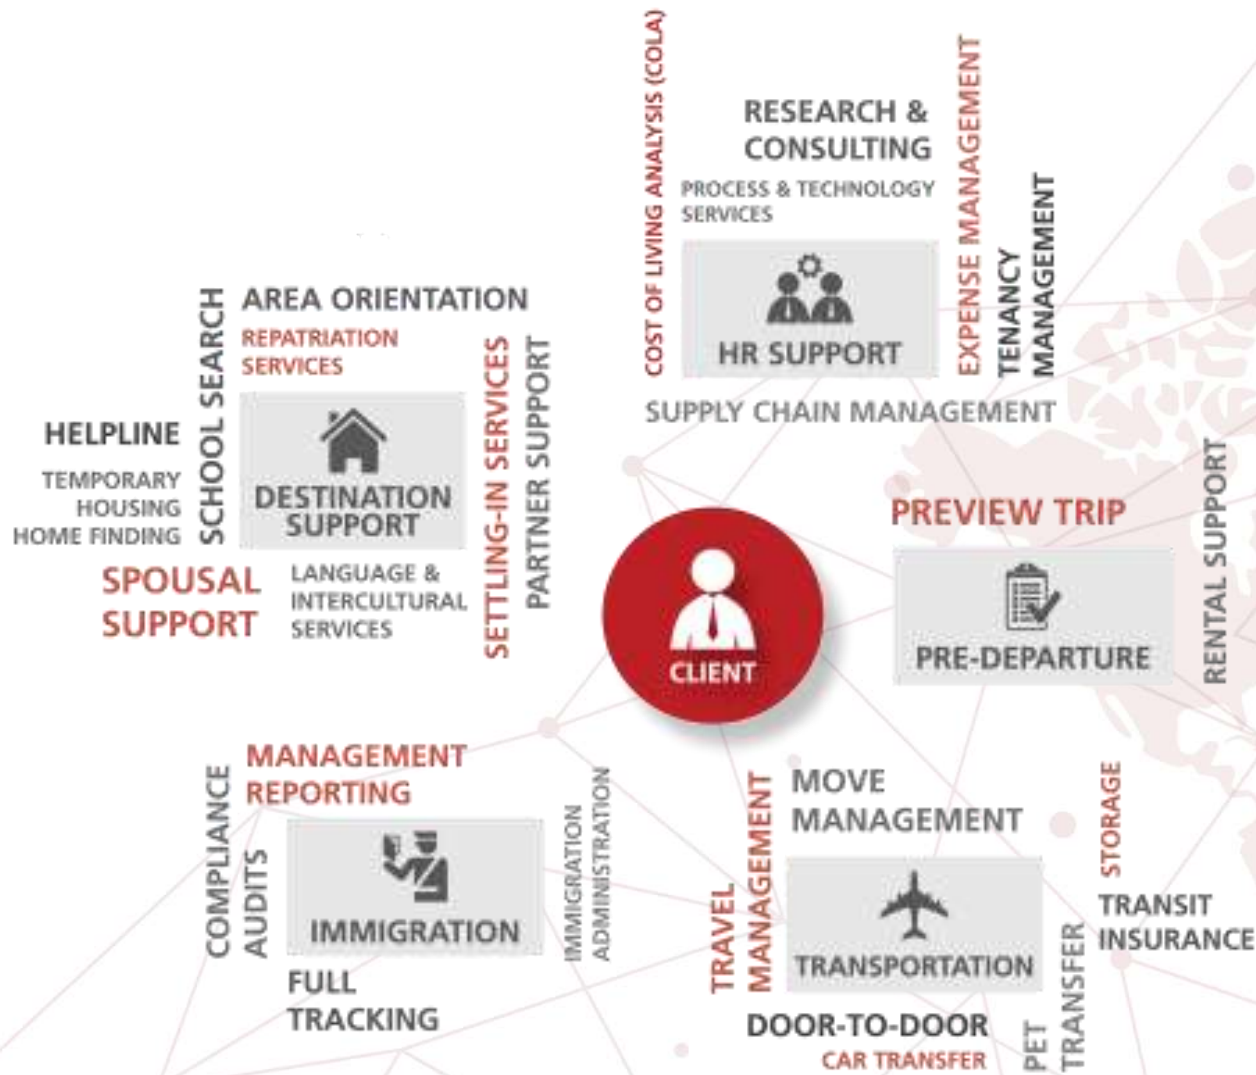 COST OF LIVING ANALYSIS (COLA)
RESEARCH &
CONSULTING
PROCESS & TECHNOLOGY
SERVICES
HR SUPPORT
EXPENSE MANAGEMENT
TENANCY
MANAGEMENT
SUPPLY CHAIN MANAGEMENT
SCHOOL SEARCH
AREA ORIENTATION
REPATRIATION
SERVICES
HELPLINE
TEMPORARY
HOUSING
HOME FINDING
DESTINATION
SUPPORT
SETTLING-IN SERVICES
PARTNER SUPPORT
SPOUSAL
SUPPORT
LANGUAGE &
INTERCULTURAL
SERVICES
CLIENT
PREVIEW TRIP
PRE-DEPARTURE
RENTAL SUPPORT
MANAGEMENT
REPORTING
COMPLIANCE
AUDITS
IMMIGRATION
IMMIGRATION
ADMINISTRATION
FULL
TRACKING
TRAVEL
MANAGEMENT
MOVE
MANAGEMENT
TRANSPORTATION
STORAGE
TRANSIT
INSURANCE
DOOR-TO-DOOR
CAR TRANSFER
PET
TRANSFER